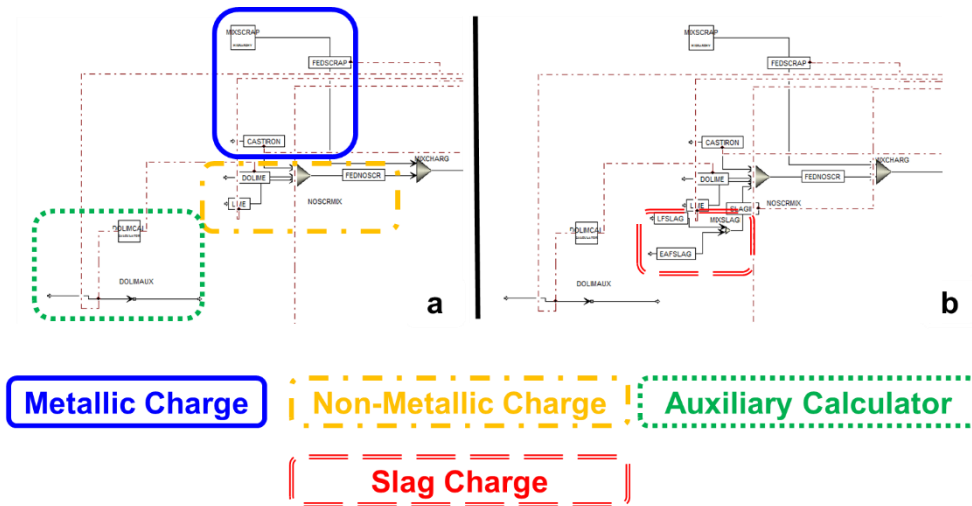 MIXSCRAP
FEDSCRAP
CASTIRON
MIXCHARG
DOLIME
FEDNOSCR
LIME
NOSCRMIX
DOLIMCAL
DOLIMAUX
a
MIXSCRAP
FEDSCRAP
CASTIRON
MIXCHARG
DOLIME
FEDNOSCR
LIME
NOSCRMIX
LFSLAG
MIXSLAG
DOLIMCAL
EAFSLAG
DOLIMAUX
b
Metallic Charge
Non-Metallic Charge
Auxiliary Calculator
Slag Charge